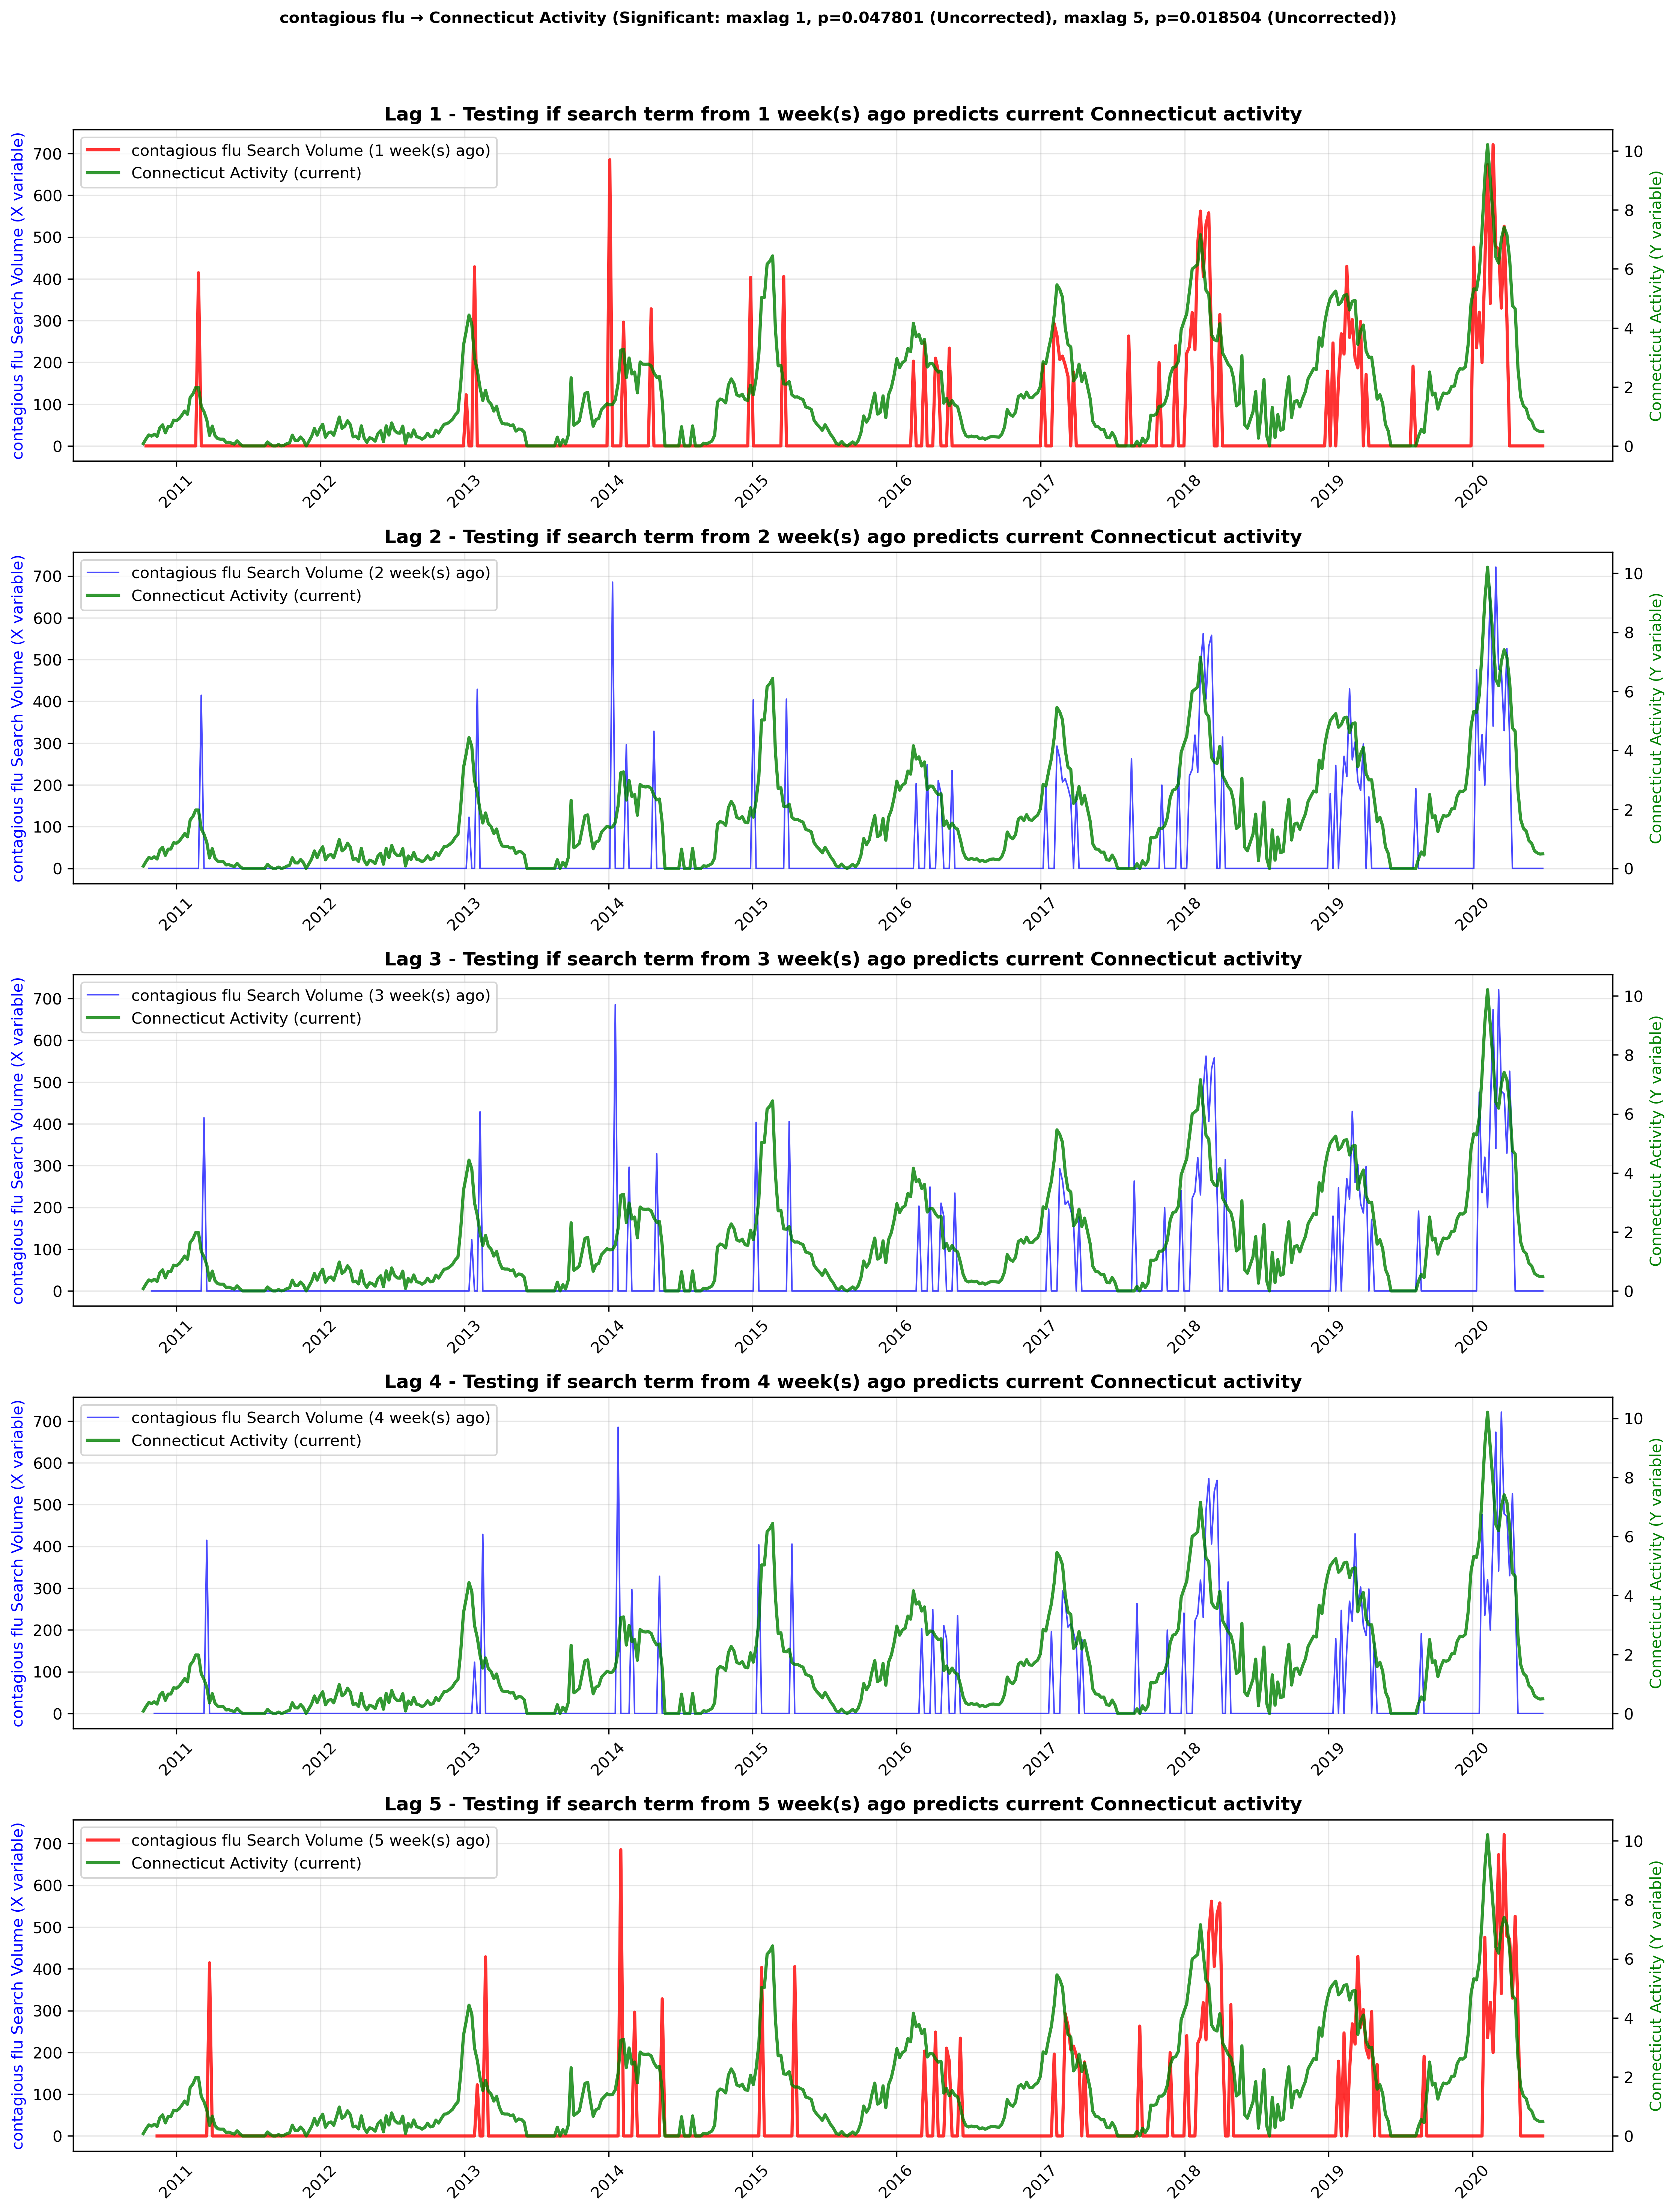 contagious flu → Connecticut Activity (Significant: maxlag 1, p=0.047801 (Uncorrected), maxlag 5, p=0.018504 (Uncorrected))
Lag 1 - Testing if search term from 1 week(s) ago predicts current Connecticut activity
contagious flu Search Volume (1 week(s) ago)
Connecticut Activity (current)
contagious flu Search Volume (X variable)
700
600
500
400
300
200
100
0
10
8
6
4
2
0
Connecticut Activity (Y variable)
2011 2012 2013 2014 2015 2016 2017 2018 2019 2020
Lag 2 - Testing if search term from 2 week(s) ago predicts current Connecticut activity
contagious flu Search Volume (2 week(s) ago)
Connecticut Activity (current)
contagious flu Search Volume (X variable)
700
600
500
400
300
200
100
0
10
8
6
4
2
0
Connecticut Activity (Y variable)
2011 2012 2013 2014 2015 2016 2017 2018 2019 2020
Lag 3 - Testing if search term from 3 week(s) ago predicts current Connecticut activity
contagious flu Search Volume (3 week(s) ago)
Connecticut Activity (current)
contagious flu Search Volume (X variable)
700
600
500
400
300
200
100
0
10
8
6
4
2
0
Connecticut Activity (Y variable)
2011 2012 2013 2014 2015 2016 2017 2018 2019 2020
Lag 4 - Testing if search term from 4 week(s) ago predicts current Connecticut activity
contagious flu Search Volume (4 week(s) ago)
Connecticut Activity (current)
contagious flu Search Volume (X variable)
700
600
500
400
300
200
100
0
10
8
6
4
2
0
Connecticut Activity (Y variable)
2011 2012 2013 2014 2015 2016 2017 2018 2019 2020
Lag 5 - Testing if search term from 5 week(s) ago predicts current Connecticut activity
contagious flu Search Volume (5 week(s) ago)
Connecticut Activity (current)
contagious flu Search Volume (X variable)
700
600
500
400
300
200
100
0
10
8
6
4
2
0
Connecticut Activity (Y variable)
2011 2012 2013 2014 2015 2016 2017 2018 2019 2020